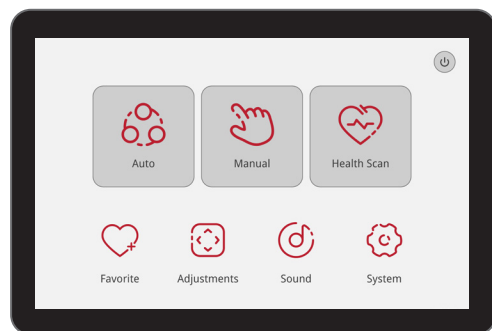 Auto
Manual
Health Scan
Favorite
Adjustments
Sound
System